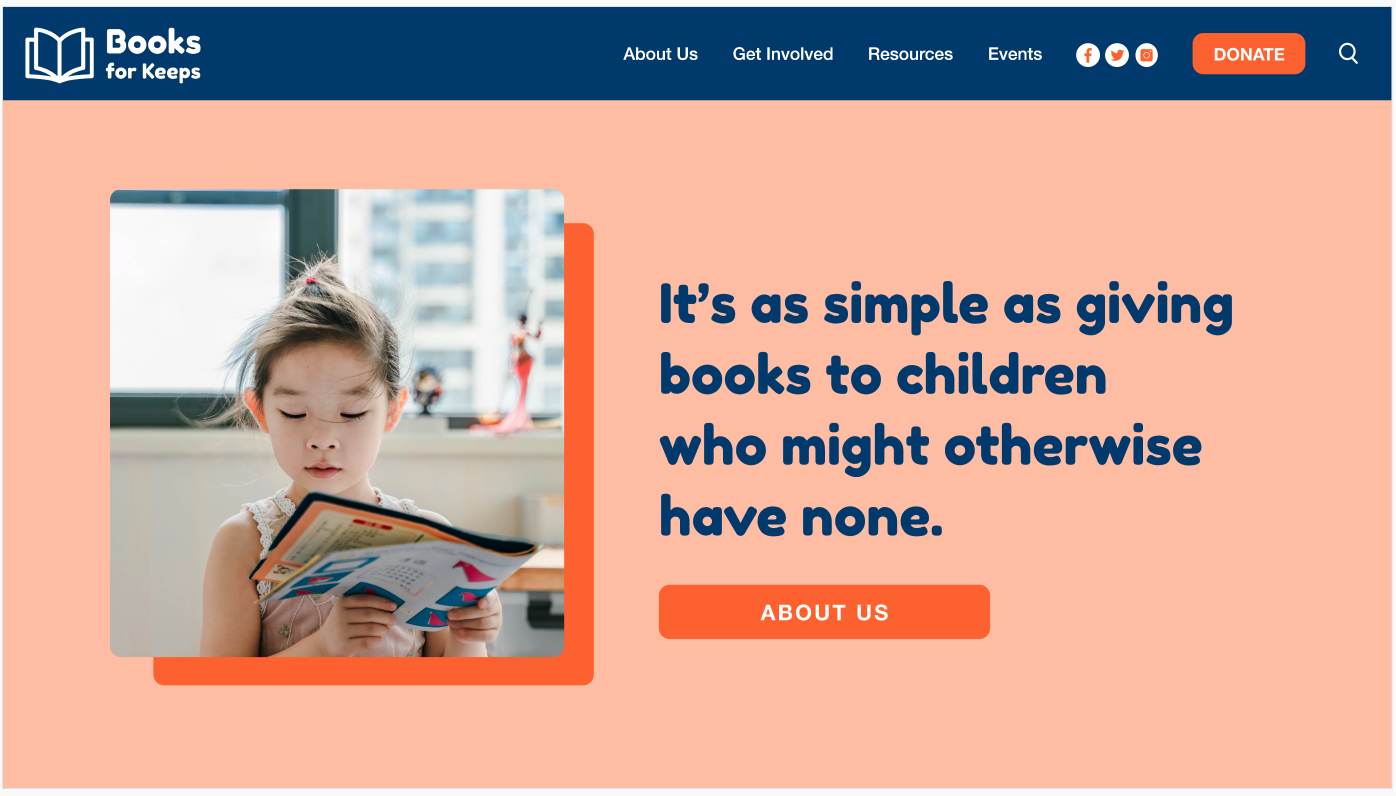 Books
for Keeps
About Us
Get Involved
Resources
Events
DONATE
It’s as simple as giving
books to children
who might otherwise
have none.
ABOUT US